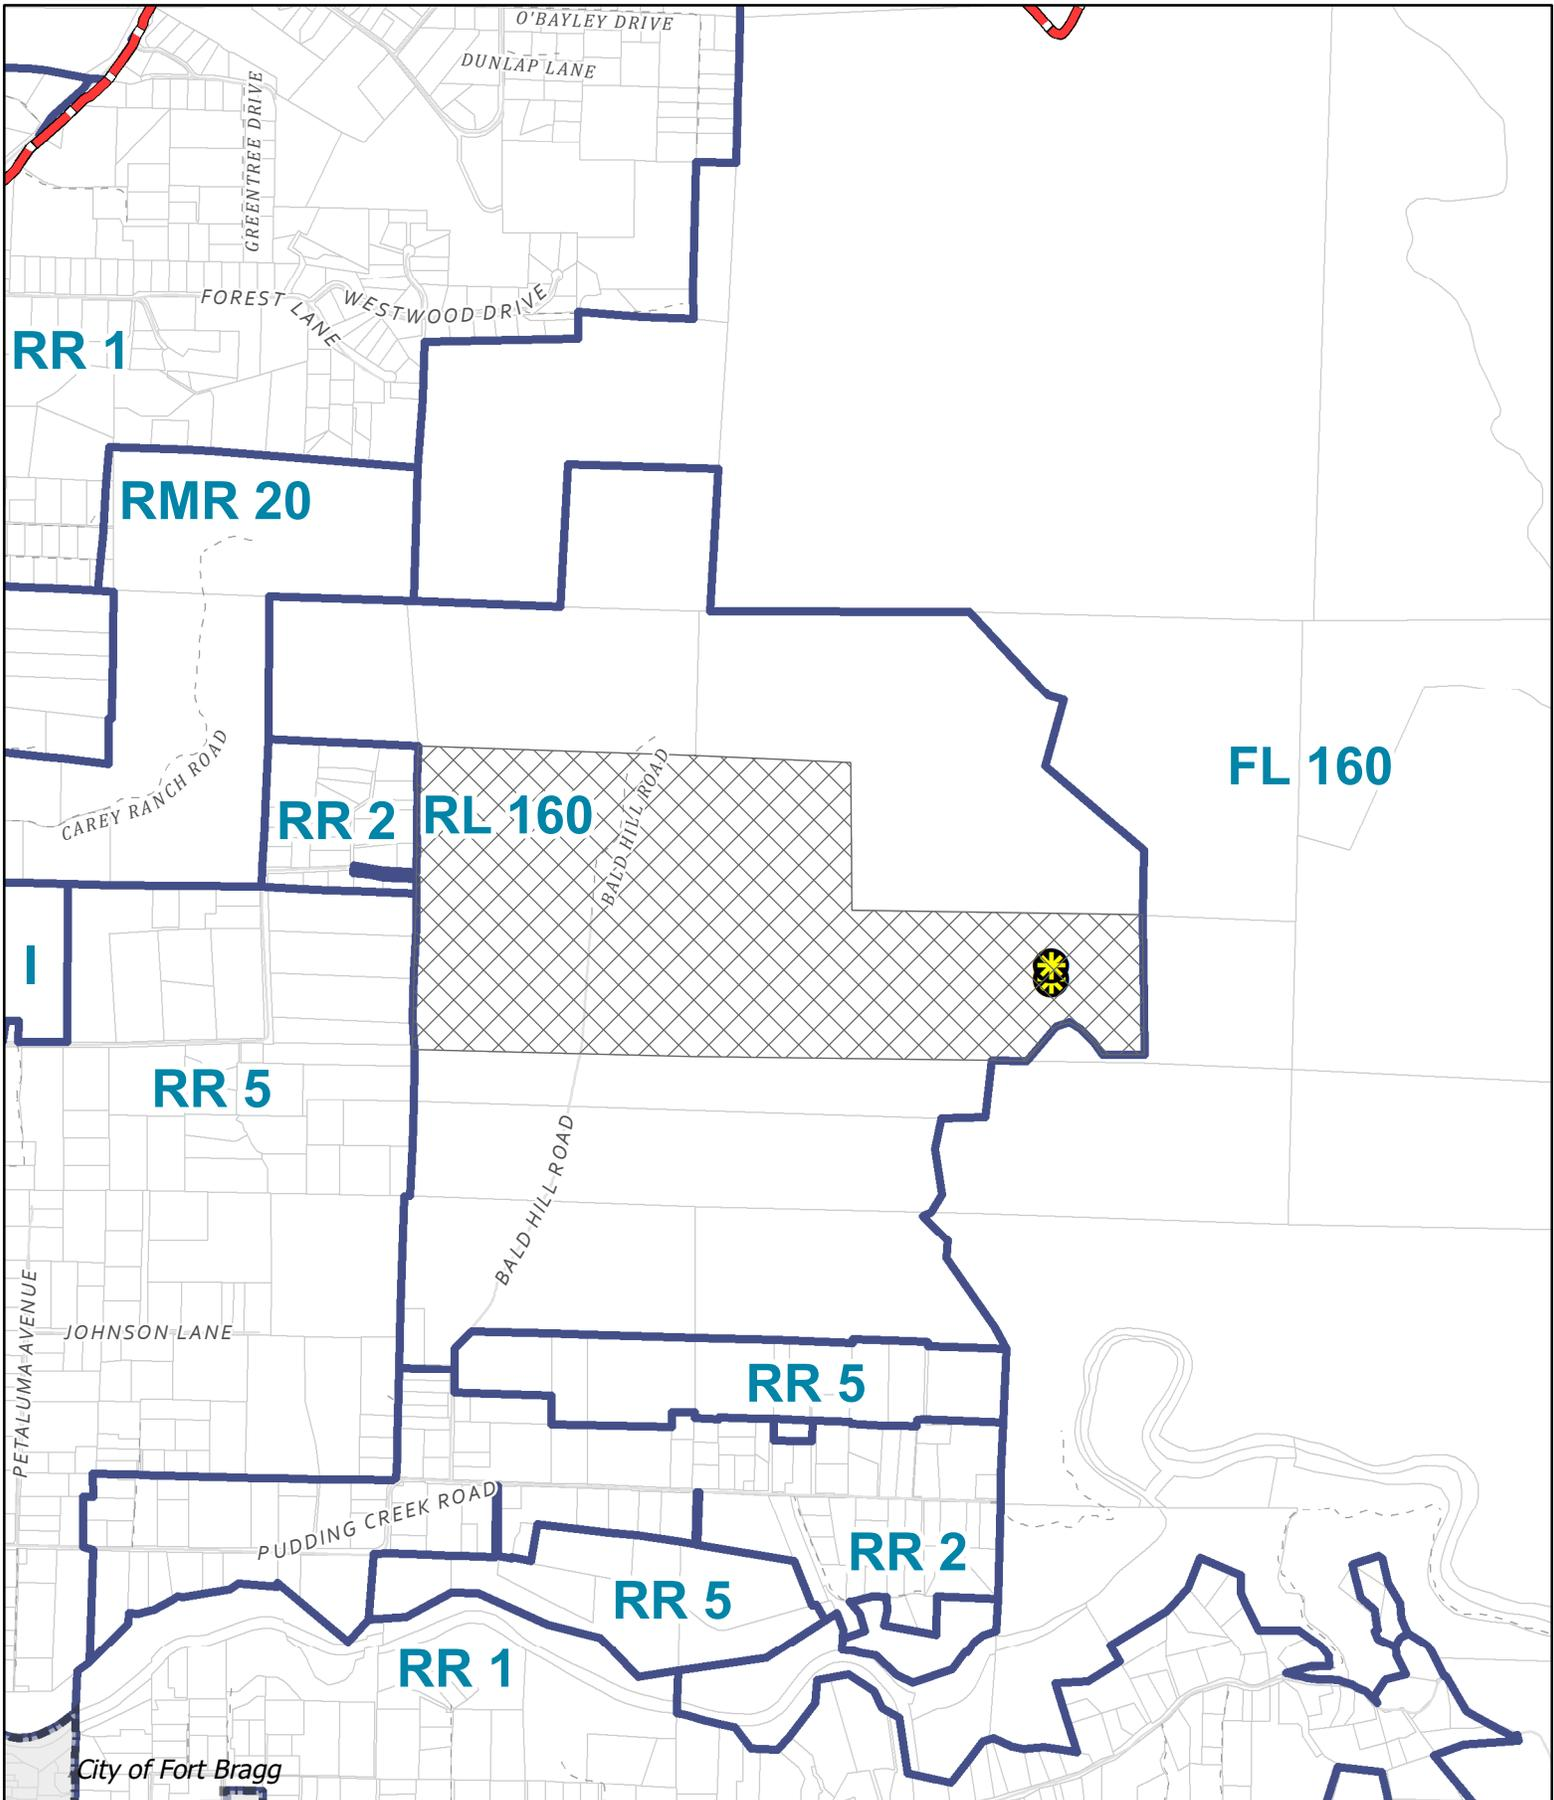 O'BAYLEY DRIVE
DUNLAP LANE
GREENTREE DRIVE
FOREST LANE
WESTWOOD DRIVE
RR 1
RMR 20
CAREY RANCH ROAD
BALD HILL ROAD
FL 160
RR 2
RL 160
I
RR 5
BALD HILL ROAD
PETALUMA AVENUE
JOHNSON LANE
RR 5
PUDDING CREEK ROAD
RR 2
RR 5
RR 1
City of Fort Bragg